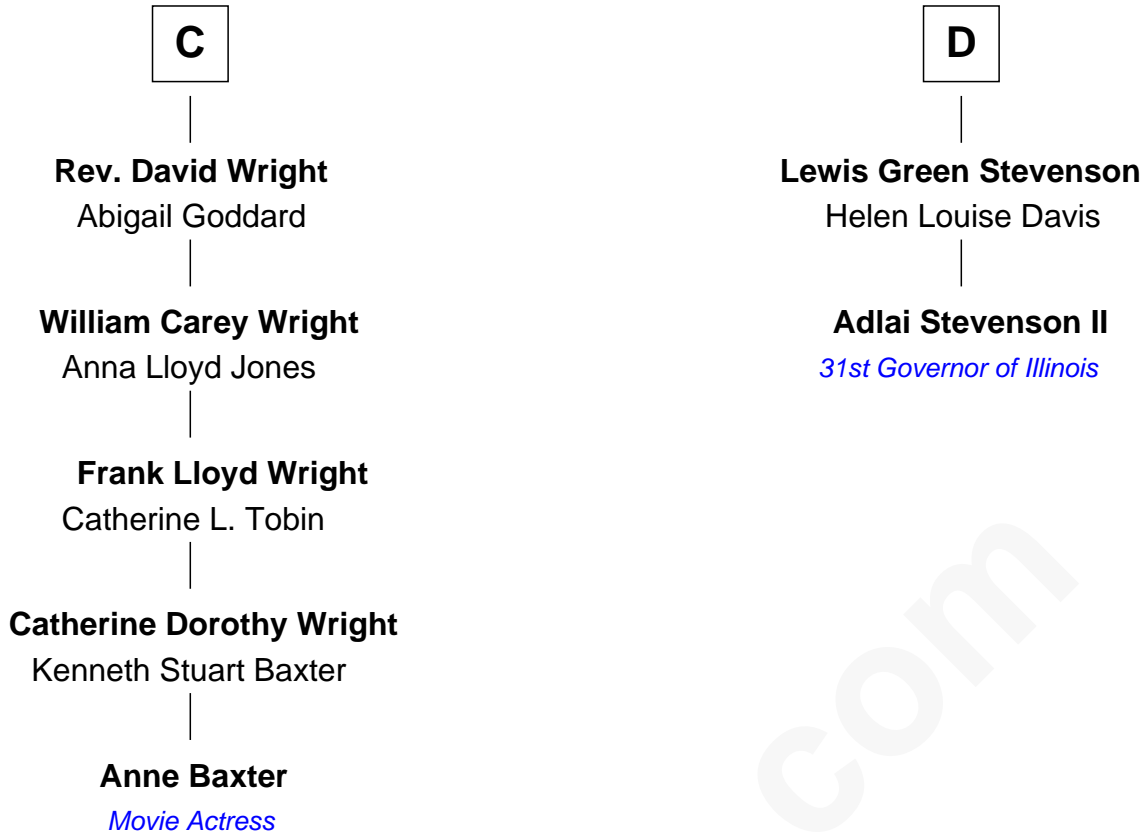 C
Rev. David Wright
Abigail Goddard
William Carey Wright
Anna Lloyd Jones
Frank Lloyd Wright
Catherine L. Tobin
Catherine Dorothy Wright
Kenneth Stuart Baxter
Anne Baxter
Movie Actress
D
Lewis Green Stevenson
Helen Louise Davis
Adlai Stevenson II
31st Governor of Illinois
com